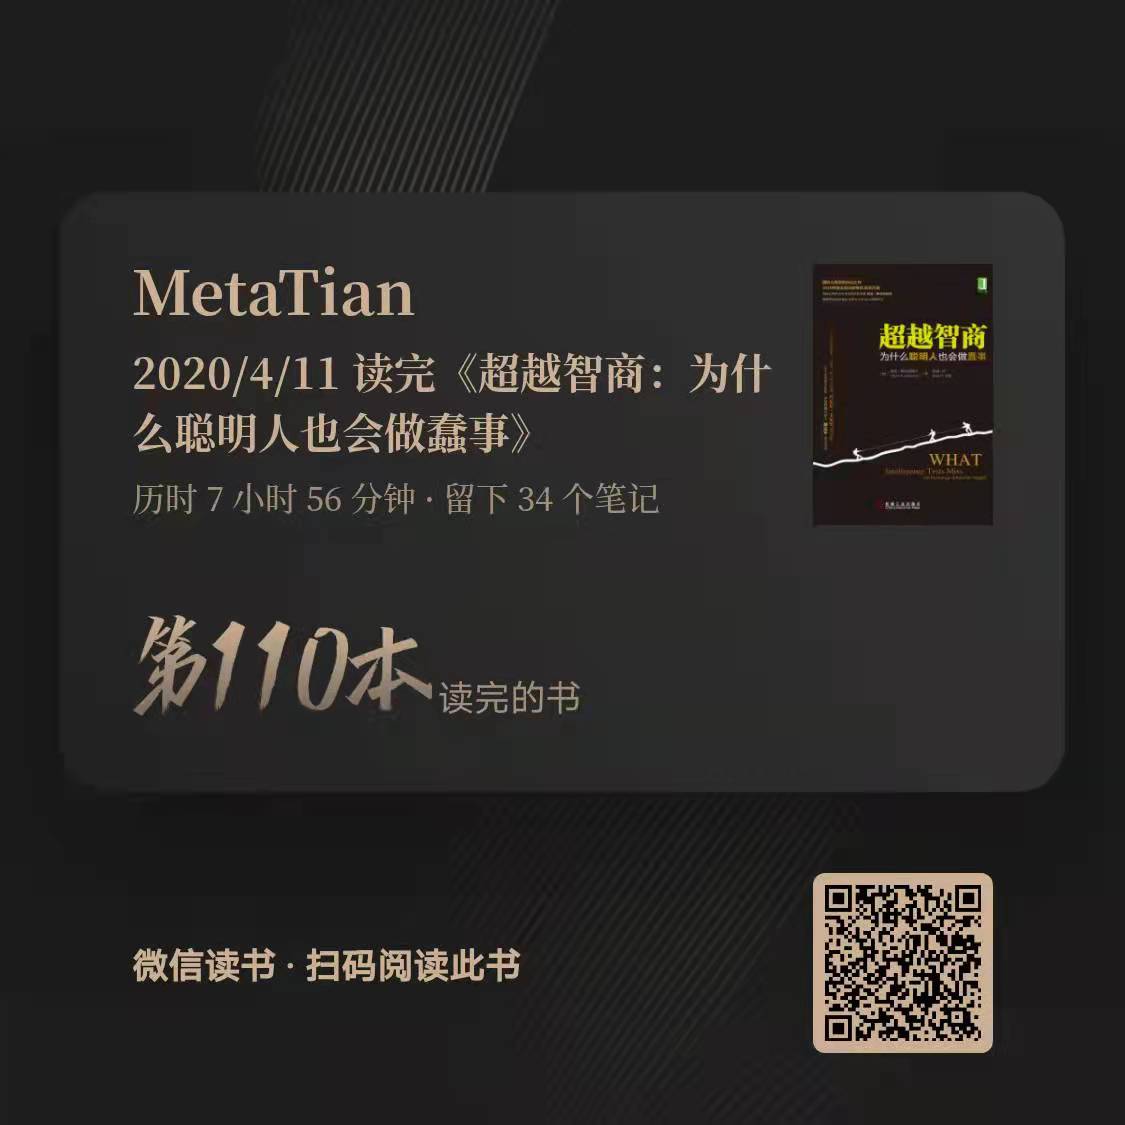 MetaTian
2020/4/11 读完《超越智商：为什
么聪明人也会做蠢事》
历时 7 小时 56 分钟 · 留下 34 个笔记
超越智商
为什么聪明人也会做蠢事
WHAT
Intelligence Tests Miss
第110本 读完的书
微信读书 · 扫码阅读此书